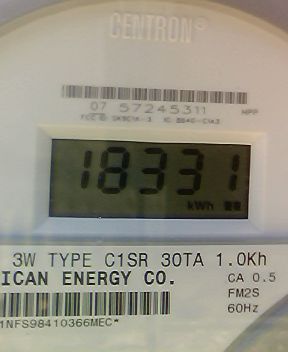 CENTRON®
07 57245311 MPP
18331
kWh
3W TYPE C1SR 30TA 1.0Kh
ICAN ENERGY CO.
CA 0.5
FM2S
60Hz
1NFS98410366MEC*